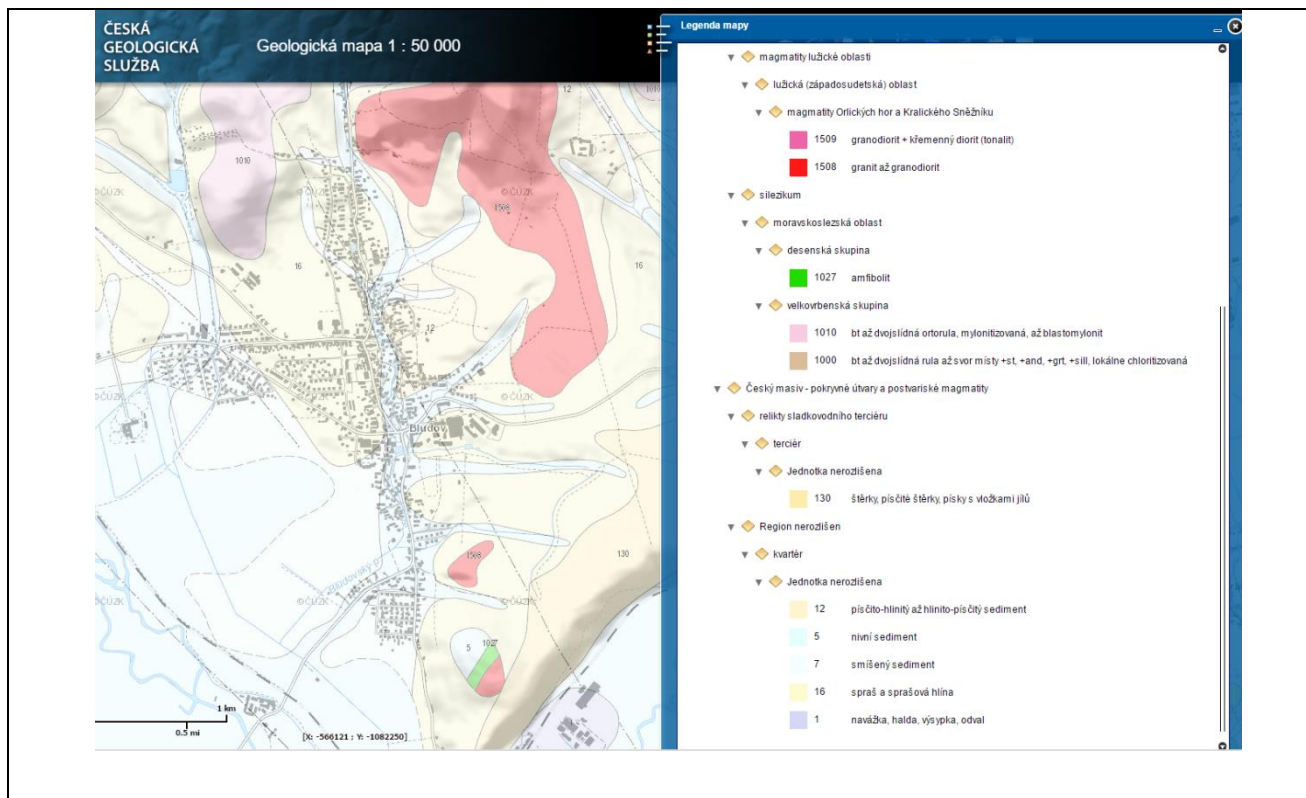 ČESKÁ
GEOLOGICKÁ
SLUŽBA
Geologická mapa 1 : 50 000
Legenda mapy
magmatity lužické oblasti
lužická (západosudetská) oblast
magmatity Orlických hor a Kralického Sněžníku
1509 granodiorit + křemenný diorit (tonalit)
1508 granit až granodiorit
silezikum
moravskoslezská oblast
desenská skupina
1027 amfibolit
velkovrbenská skupina
1010 bt až dvojslídná ortorula, mylonitizovaná, až blastomylonit
1000 bt až dvojslídná rula až svor místy +st, +and, +grt, +sill, lokálne chloritizovaná
Český masiv - pokryvné útvary a postvariské magmatity
relikty sladkovodního terciéru
terciér
Jednotka nerozlišena
130 štěrky, písčité štěrky, písky s vložkami jílů
Region nerozlišen
kvartér
Jednotka nerozlišena
12 písčito-hlinitý až hlinito-písčitý sediment
5 nivní sediment
7 smíšený sediment
16 spraš a sprašová hlína
1 navážka, halda, výsypka, odval
12
1010
1010
© ČÚZK
© ČÚZK
1508
16
16
12
© ČÚZK
© ČÚZK
Bludov
1508
130
Bludovský p.
© ČÚZK
© ČÚZK
5
1027
1 km
0.5 mi
[X: -566121 ; Y: -1082250]